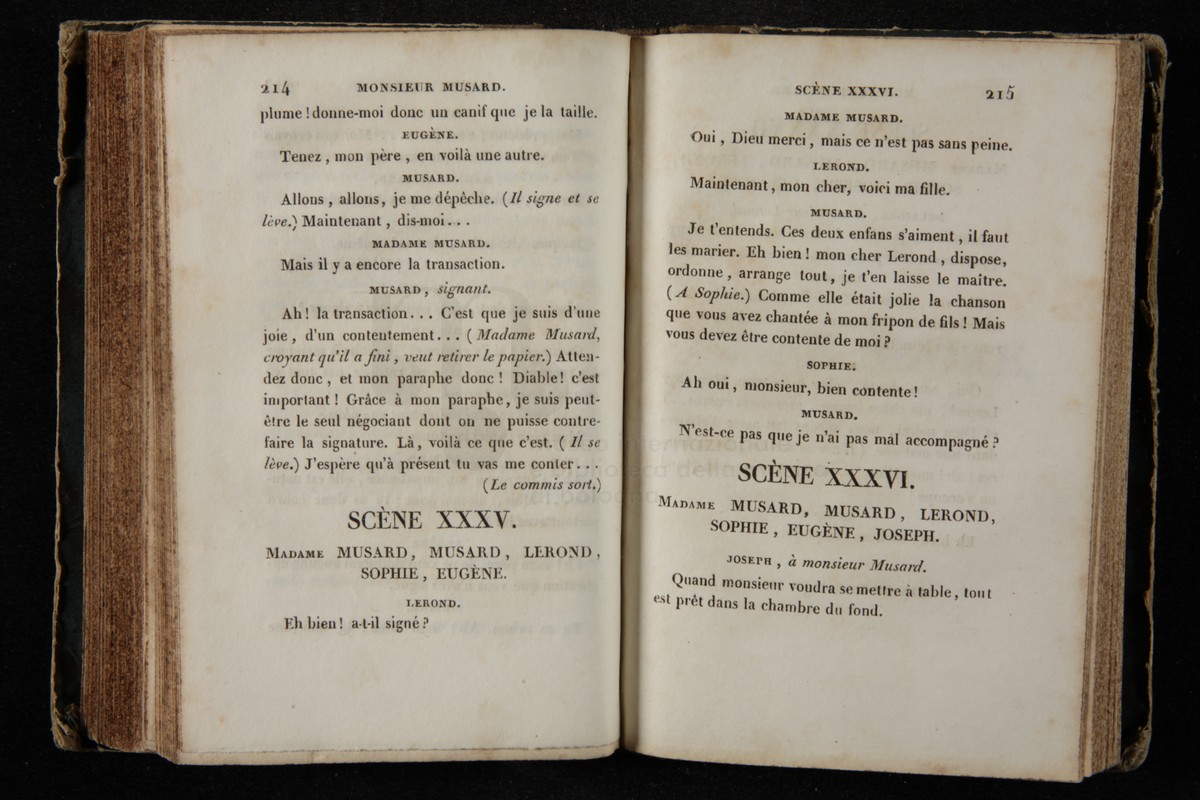 214 MONSIEUR MUSARD.
plume ! donne-moi donc un canif que je la taille.
EUGÈNE.
Tenez , mon père , en voilà une autre.
MUSARD.
Allons , allons, je me dépêche. (Il signe et se
lève.) Maintenant , dis-moi. . .
MADAME MUSARD.
Mais il y a encore la transaction.
MUSARD , signant.
Ah ! la transaction. . . C'est que je suis d'une
joie , d'un contentement. . . ( Madame Musard,
croyant qu'il a fini , veut retirer le papier.) Atten-
dez donc , et mon paraphe donc ! Diable! c'est
important ! Grâce à mon paraphe, je suis peut-
être le seul négociant dont on ne puisse contre-
faire la signature. Là , voilà ce que c'est. ( Il se
lève.) J'espère qu'à présent tu vas me conter. . .
(Le commis sort.)
SCÈNE XXXV.
MADAME MUSARD, MUSARD, LEROND,
SOPHIE, EUGÈNE.
LEROND.
Eh bien ! a-t-il signé ?
SCÈNE XXXVI. 215
MADAME MUSARD.
Oui , Dieu merci , mais ce n'est pas sans peine.
LEROND.
Maintenant , mon cher, voici ma fille.
MUSARD.
Je t'entends. Ces deux enfans s'aiment , il faut
les marier. Eh bien ! mon cher Lerond , dispose,
ordonne , arrange tout , je t'en laisse le maître.
( A Sophie.) Comme elle était jolie la chanson
que vous avez chantée à mon fripon de fils ! Mais
vous devez être contente de moi ?
SOPHIE.
Ah oui , monsieur, bien contente !
MUSARD.
N'est-ce pas que je n'ai pas mal accompagné ?
SCÈNE XXXVI.
MADAME MUSARD, MUSARD , LEROND,
SOPHIE , EUGÈNE , JOSEPH.
JOSEPH , à monsieur Musard.
Quand monsieur voudra se mettre à table, tout
est prêt dans la chambre du fond.